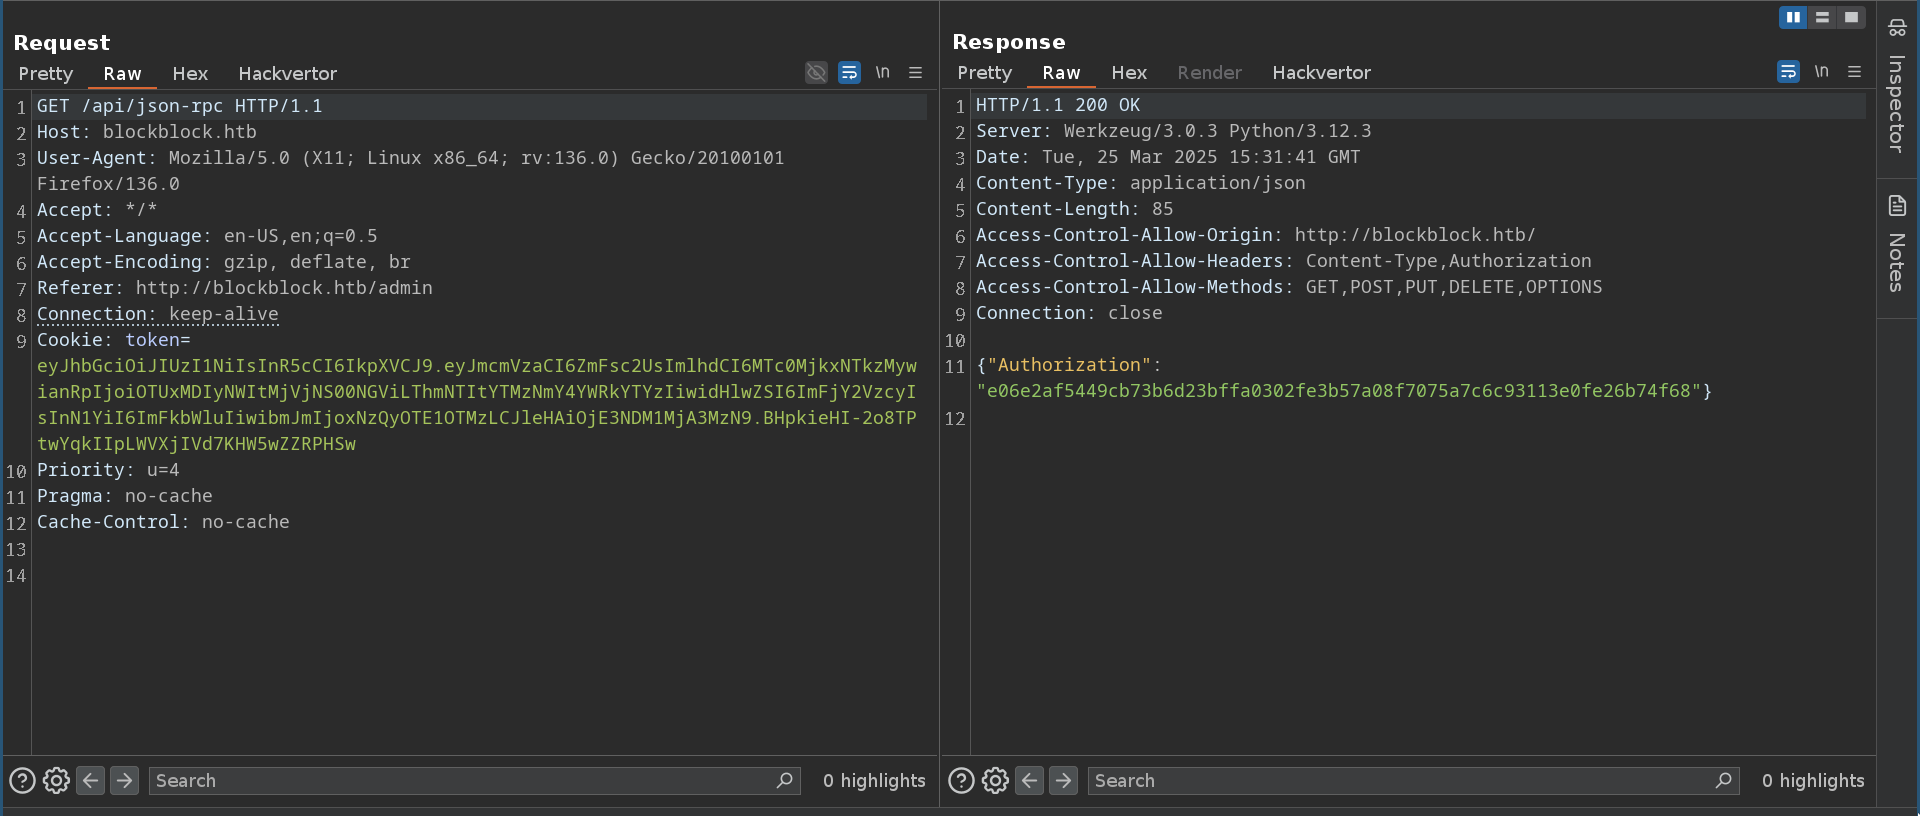 Request
Pretty Raw Hex Hackvertor \n
1 GET /api/json-rpc HTTP/1.1
2 Host: blockblock.htb
3 User-Agent: Mozilla/5.0 (X11; Linux x86_64; rv:136.0) Gecko/20100101
Firefox/136.0
4 Accept: */*
5 Accept-Language: en-US,en;q=0.5
6 Accept-Encoding: gzip, deflate, br
7 Referer: http://blockblock.htb/admin
8 Connection: keep-alive
9 Cookie: token=
eyJhbGciOiJIUzI1NiIsInR5cCI6IkpXVCJ9.eyJmcmVzaCI6ZmFsc2UsImlhdCI6MTc0MjkxNTkzMyw
ianRpIjoiOTUxMDIyNWItMjVjNS00NGViLThmNTItYTMzNmY4YWRkYTYzIiwidHlwZSI6ImFjY2VzcyI
sInN1YiI6ImFkbWluIiwibmJmIjoxNzQyOTE1OTMzLCJleHAiOjE3NDM1MjA3MzN9.BHpkieHI-2o8TP
twYqkIIpLWVXjIVd7KHW5wZZRPHSw
10 Priority: u=4
11 Pragma: no-cache
12 Cache-Control: no-cache
13
14
Search
0 highlights
Response
Pretty Raw Hex Render Hackvertor \n
1 HTTP/1.1 200 OK
2 Server: Werkzeug/3.0.3 Python/3.12.3
3 Date: Tue, 25 Mar 2025 15:31:41 GMT
4 Content-Type: application/json
5 Content-Length: 85
6 Access-Control-Allow-Origin: http://blockblock.htb/
7 Access-Control-Allow-Headers: Content-Type,Authorization
8 Access-Control-Allow-Methods: GET,POST,PUT,DELETE,OPTIONS
9 Connection: close
10
11 {"Authorization":
"e06e2af5449cb73b6d23bffa0302fe3b57a08f7075a7c6c93113e0fe26b74f68"}
12
Search
0 highlights
Inspector
Notes